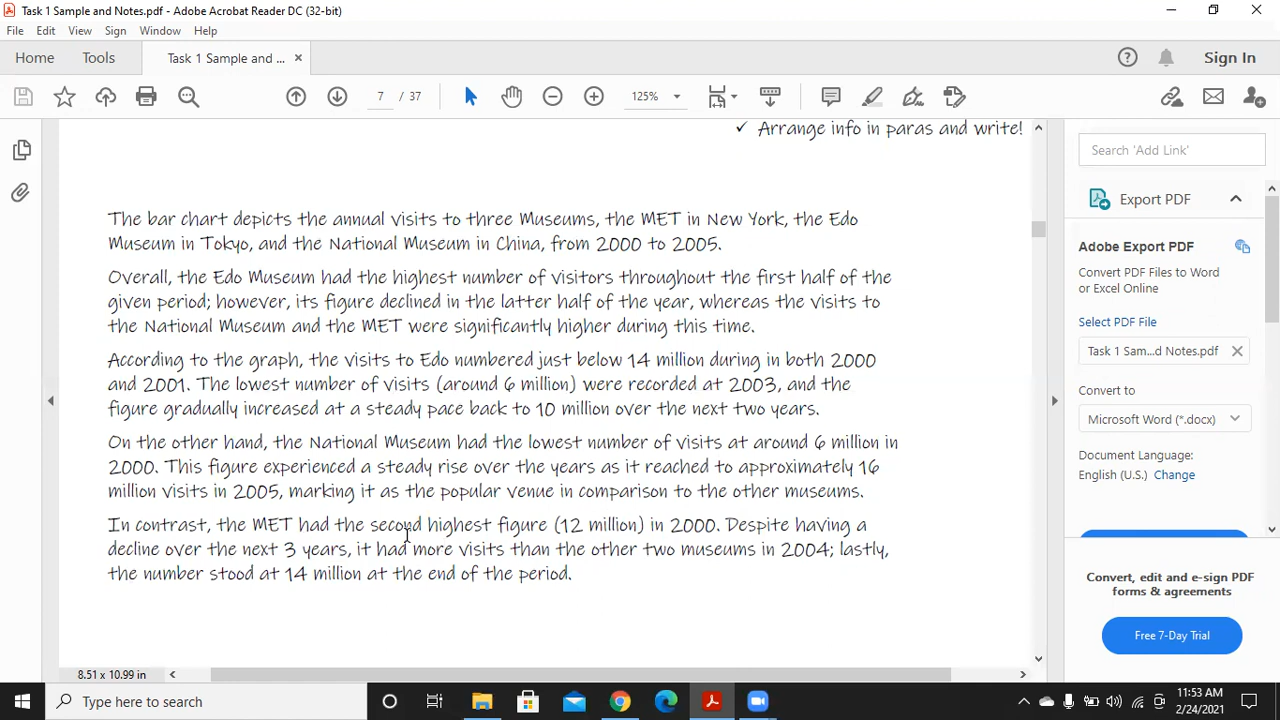 Task 1 Sample and Notes.pdf - Adobe Acrobat Reader DC (32-bit)
File Edit View Sign Window Help
Home Tools Task 1 Sample and ... × Sign In
7 / 37 125%
✓ Arrange info in paras and write!
The bar chart depicts the annual visits to three Museums, the MET in New York, the Edo
Museum in Tokyo, and the National Museum in China, from 2000 to 2005.
Overall, the Edo Museum had the highest number of visitors throughout the first half of the
given period; however, its figure declined in the latter half of the year, whereas the visits to
the National Museum and the MET were significantly higher during this time.
According to the graph, the visits to Edo numbered just below 14 million during in both 2000
and 2001. The lowest number of visits (around 6 million) were recorded at 2003, and the
figure gradually increased at a steady pace back to 10 million over the next two years.
On the other hand, the National Museum had the lowest number of visits at around 6 million in
2000. This figure experienced a steady rise over the years as it reached to approximately 16
million visits in 2005, marking it as the popular venue in comparison to the other museums.
In contrast, the MET had the second highest figure (12 million) in 2000. Despite having a
decline over the next 3 years, it had more visits than the other two museums in 2004; lastly,
the number stood at 14 million at the end of the period.
8.51 x 10.99 in
Search 'Add Link'
Export PDF
Adobe Export PDF
Convert PDF Files to Word
or Excel Online
Select PDF File
Task 1 Sam...d Notes.pdf
Convert to
Microsoft Word (*.docx)
Document Language:
English (U.S.) Change
Convert, edit and e-sign PDF
forms & agreements
Free 7-Day Trial
Type here to search
11:53 AM
2/24/2021